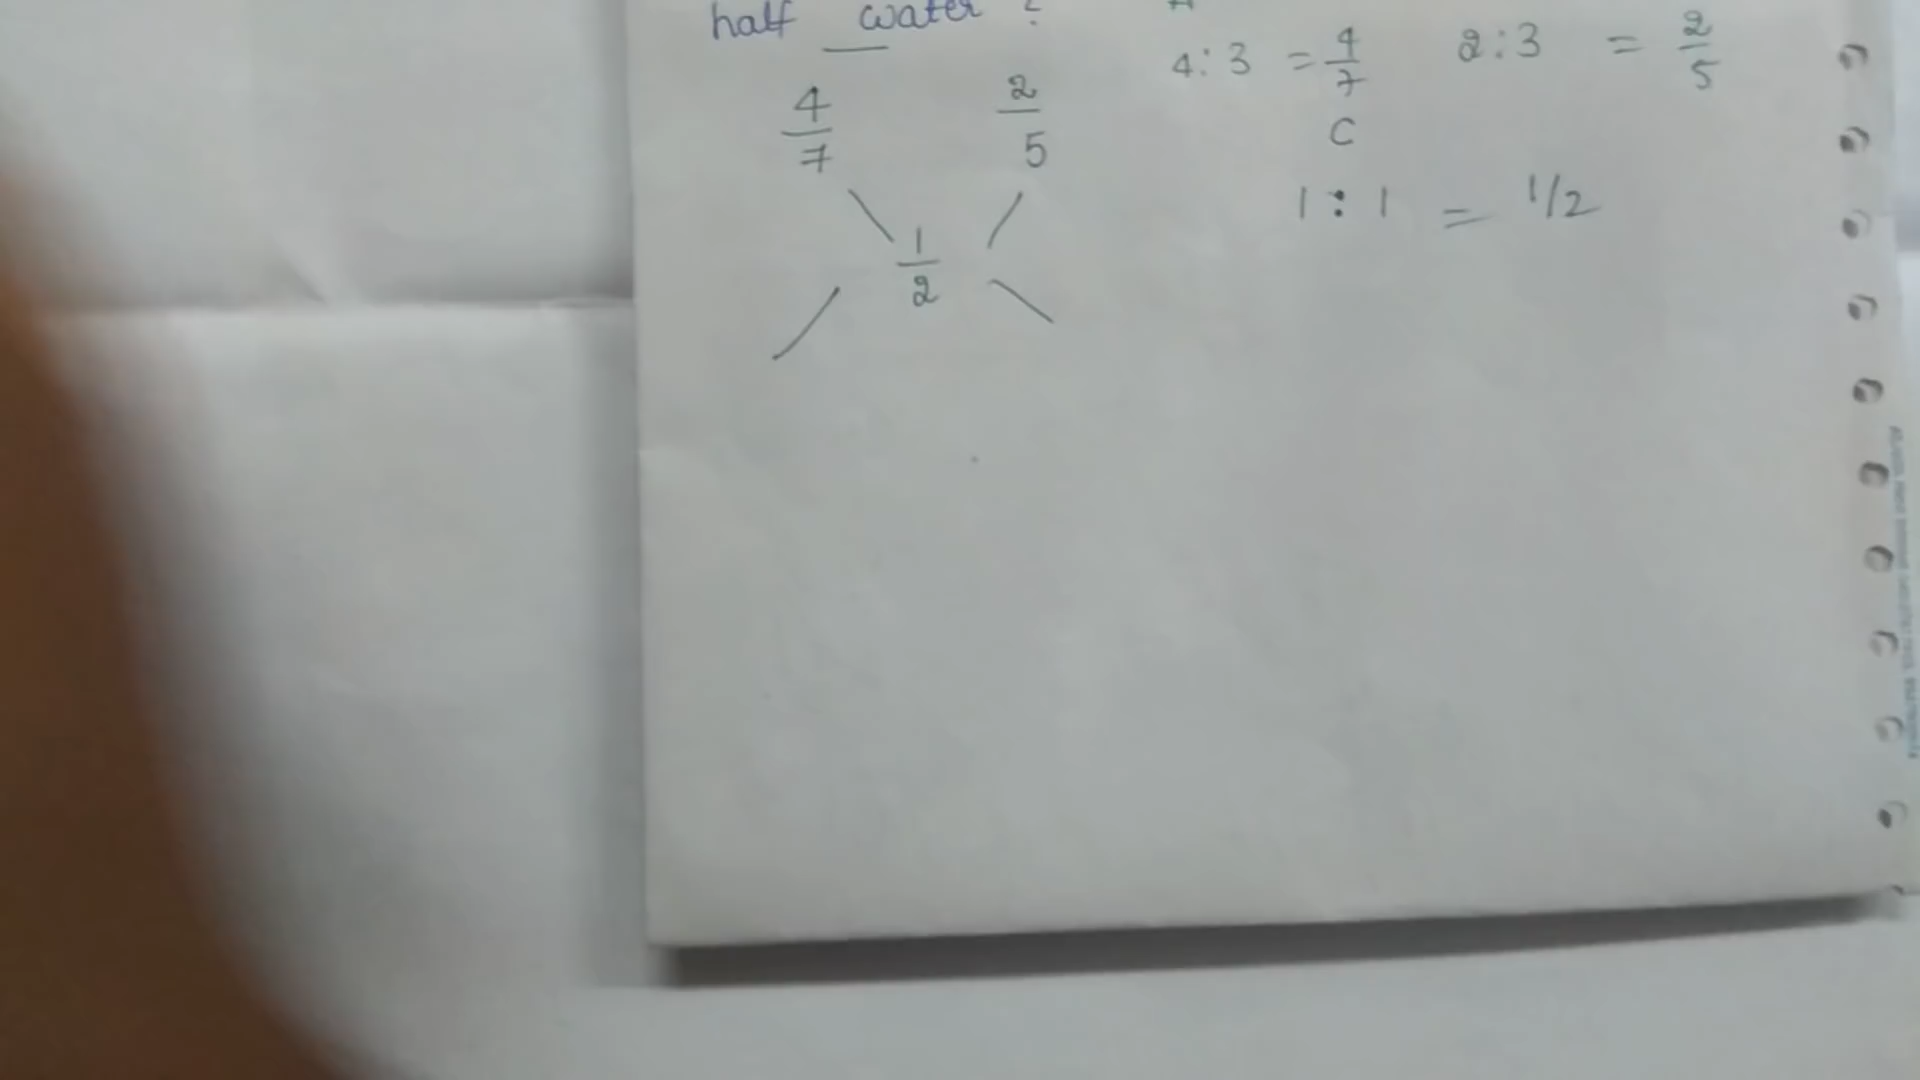 half water ?
4 : 3 = 4/7 2 : 3 = 2/5
4/7 2/5
C
1 : 1 = 1/2
1/2